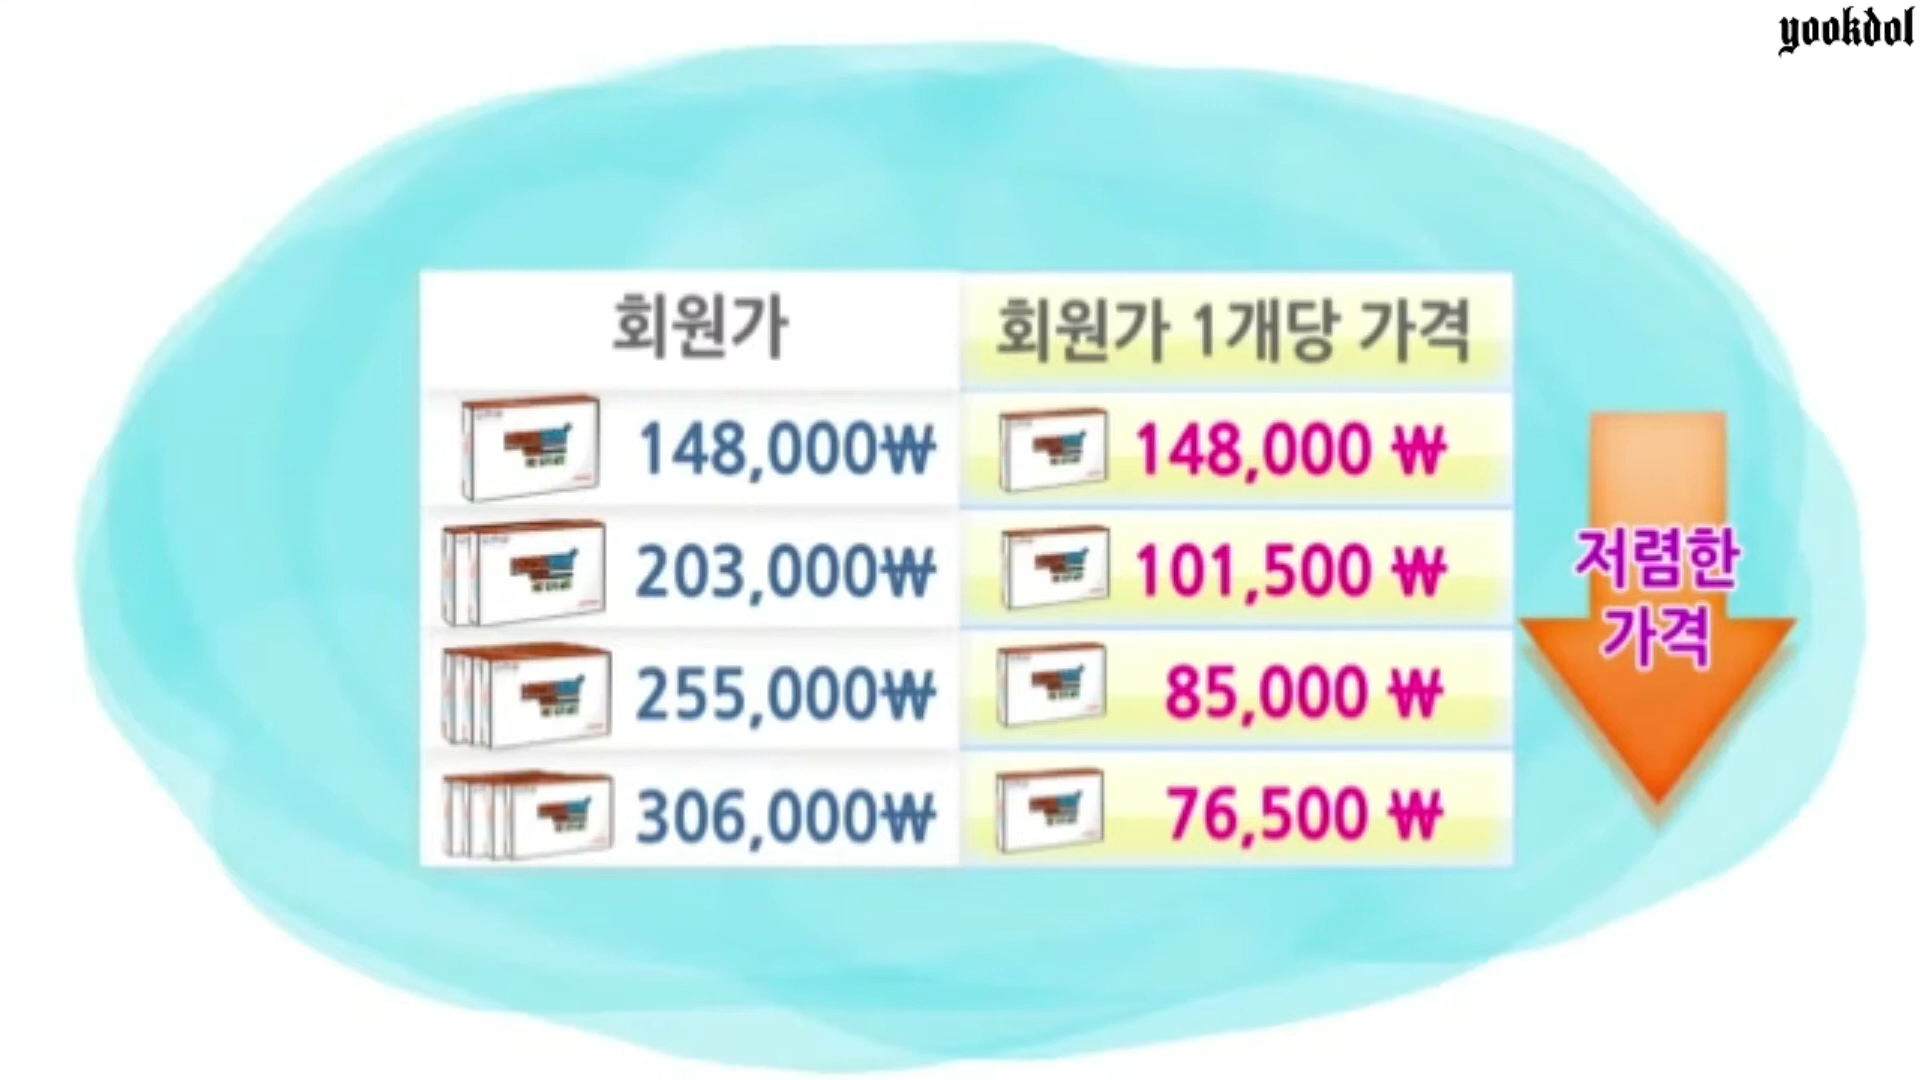 yookdol
회원가 회원가 1개당 가격
148,000₩ 148,000 ₩
203,000₩ 101,500 ₩
255,000₩ 85,000 ₩
306,000₩ 76,500 ₩
저렴한
가격